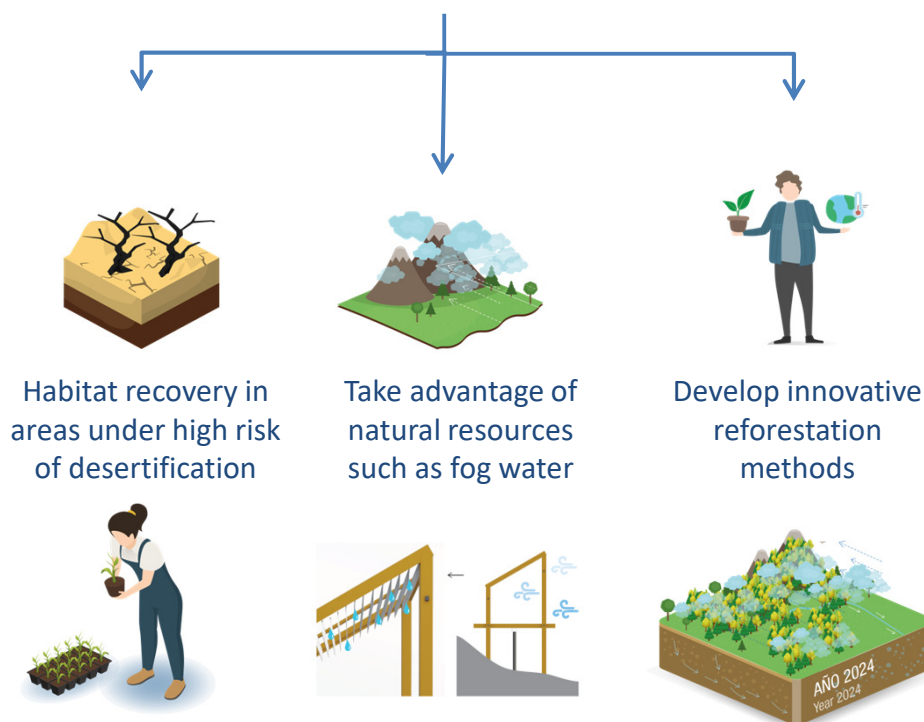 Habitat recovery in
areas under high risk
of desertification
Take advantage of
natural resources
such as fog water
Develop innovative
reforestation
methods
AÑO 2024
Year 2024